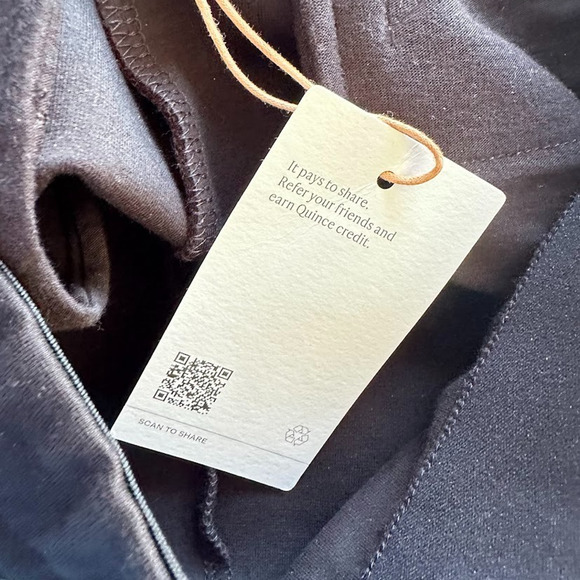 It pays to share.
Refer your friends and
earn Quince credit.
SCAN TO SHARE